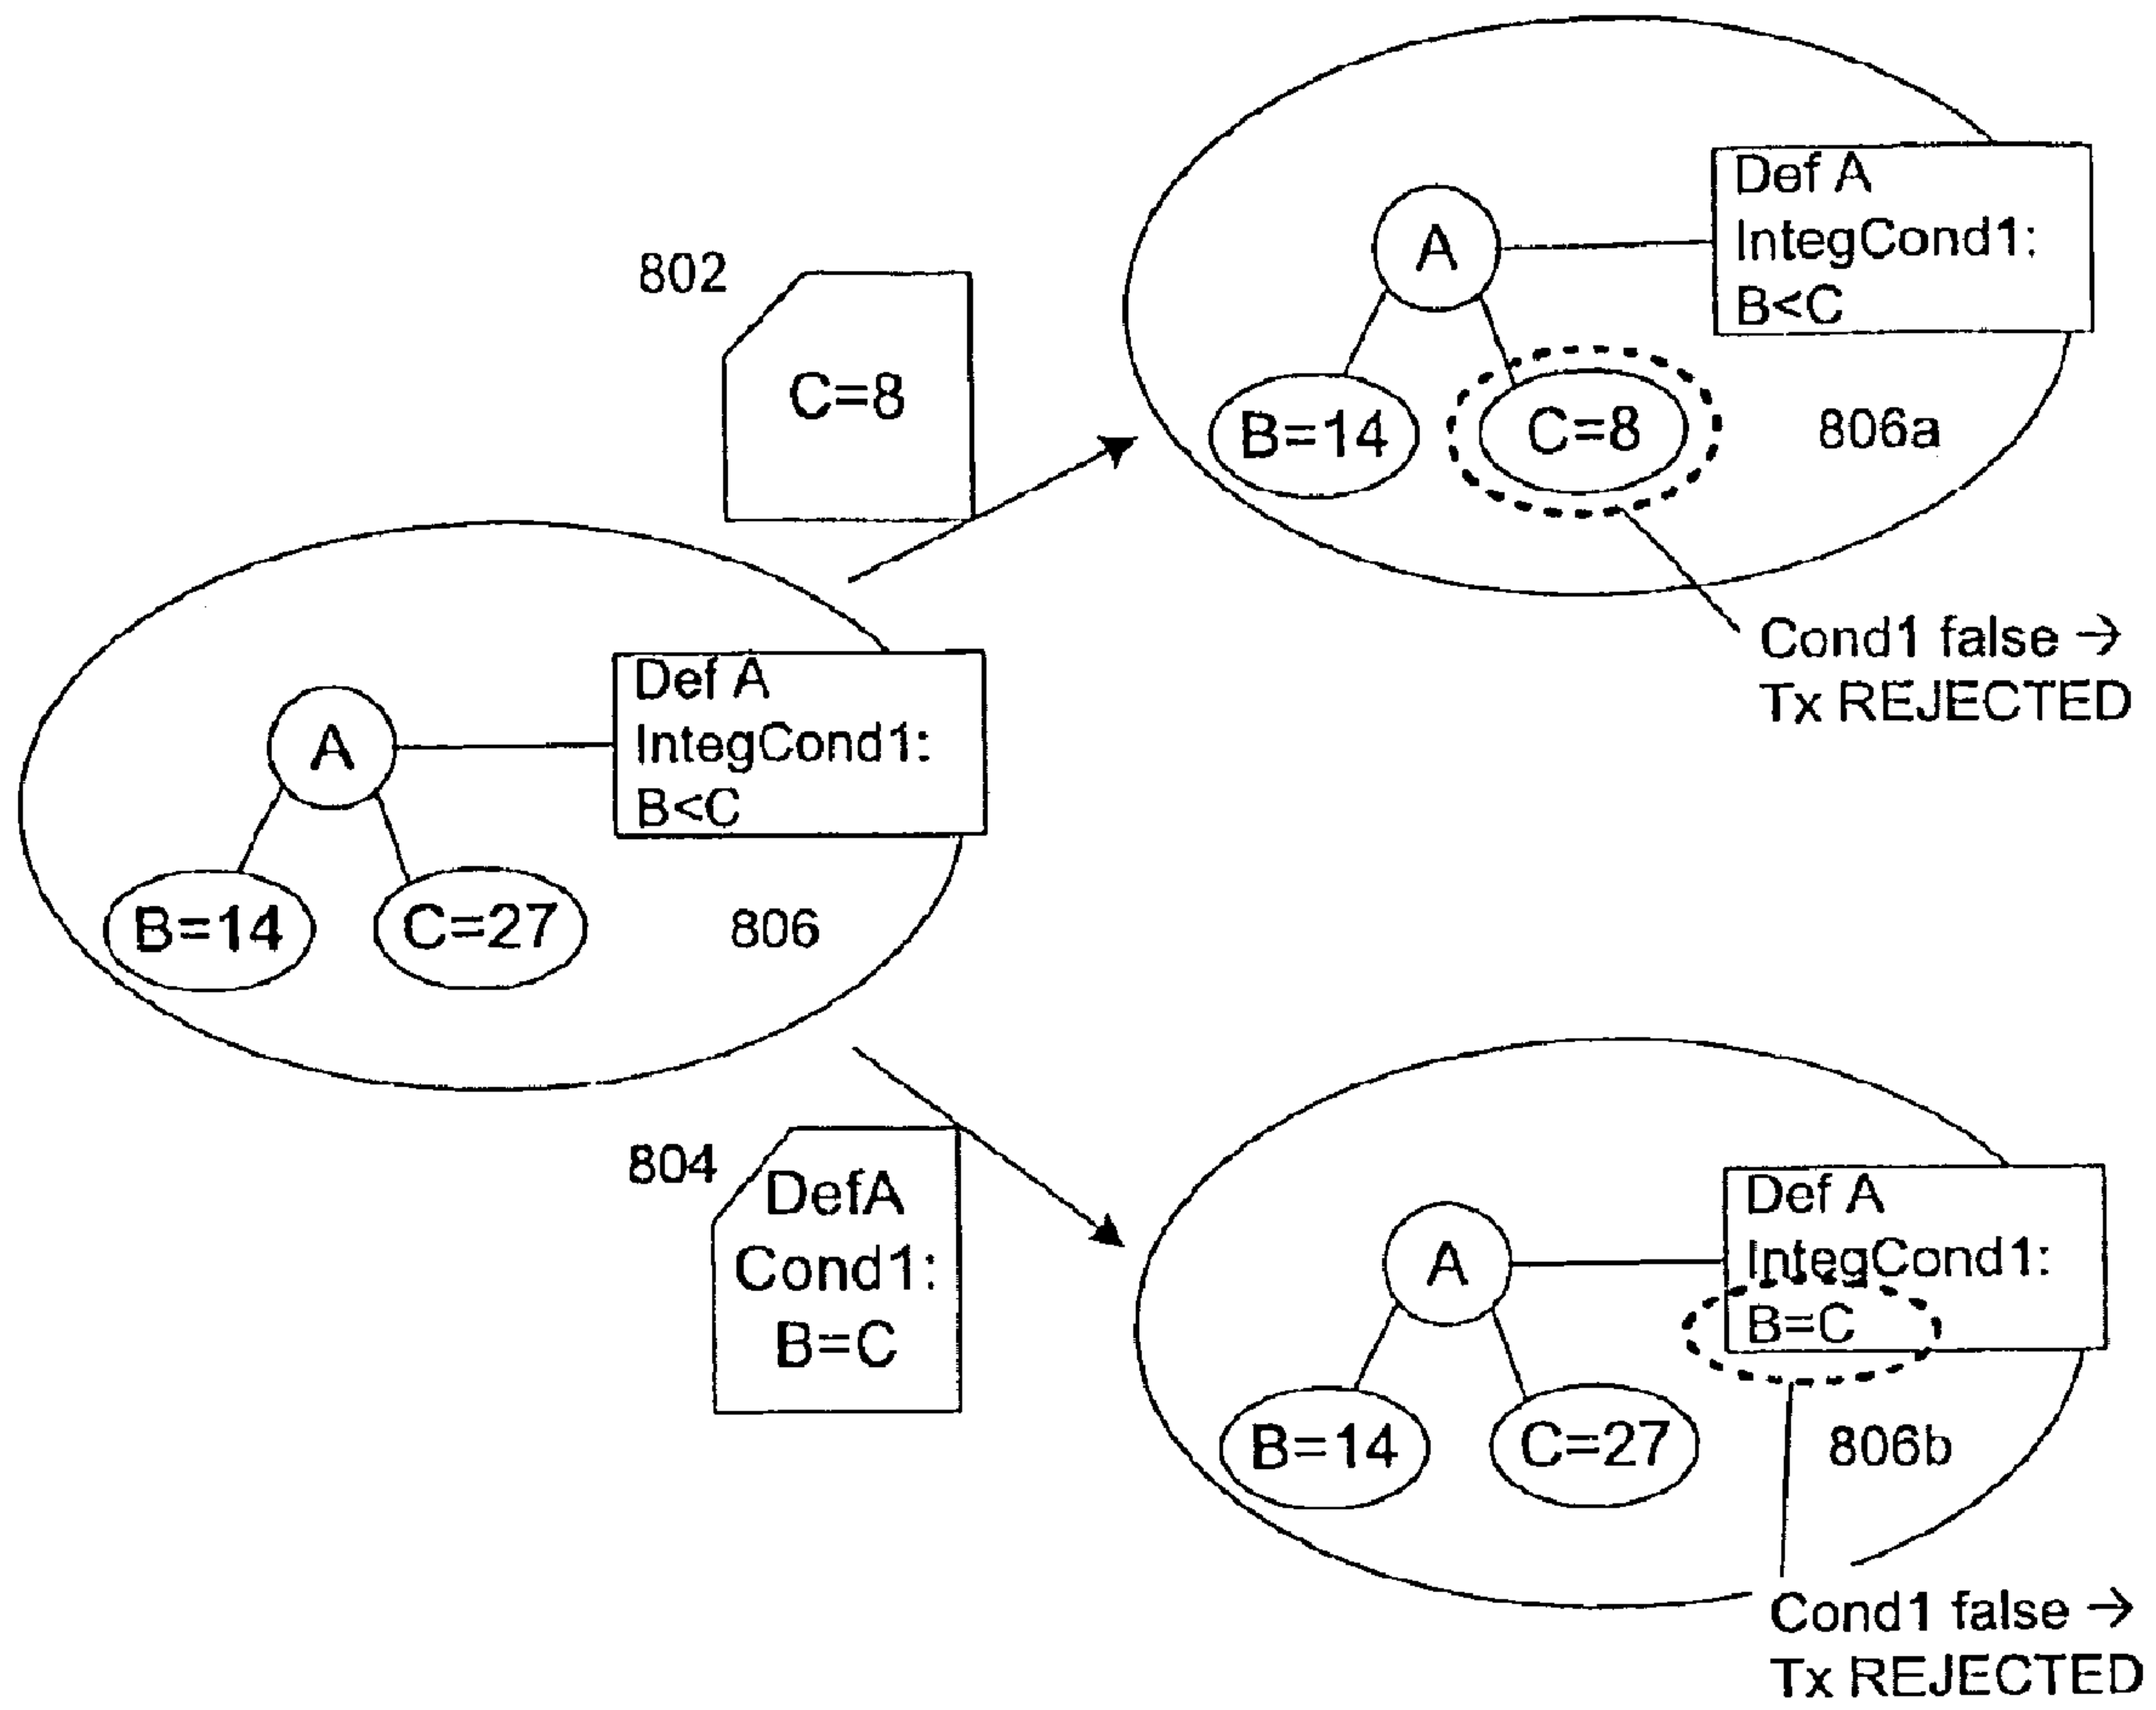 802
C=8
A
Def A
IntegCond1:
B<C
B=14
C=8
806a
Cond1 false →
Tx REJECTED
A
Def A
IntegCond1:
B<C
B=14
C=27
806
804
DefA
Cond1:
B=C
A
Def A
IntegCond1:
B=C
B=14
C=27
806b
Cond1 false →
Tx REJECTED